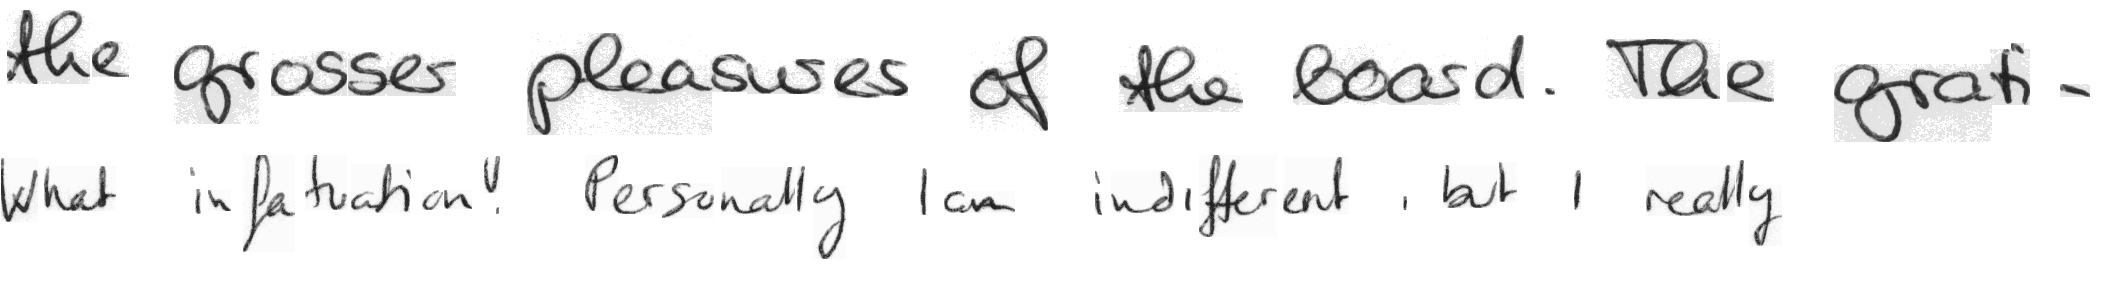 the grosser pleasures of the board. The grati-
What infatuation! Personally I am indifferent, but I really